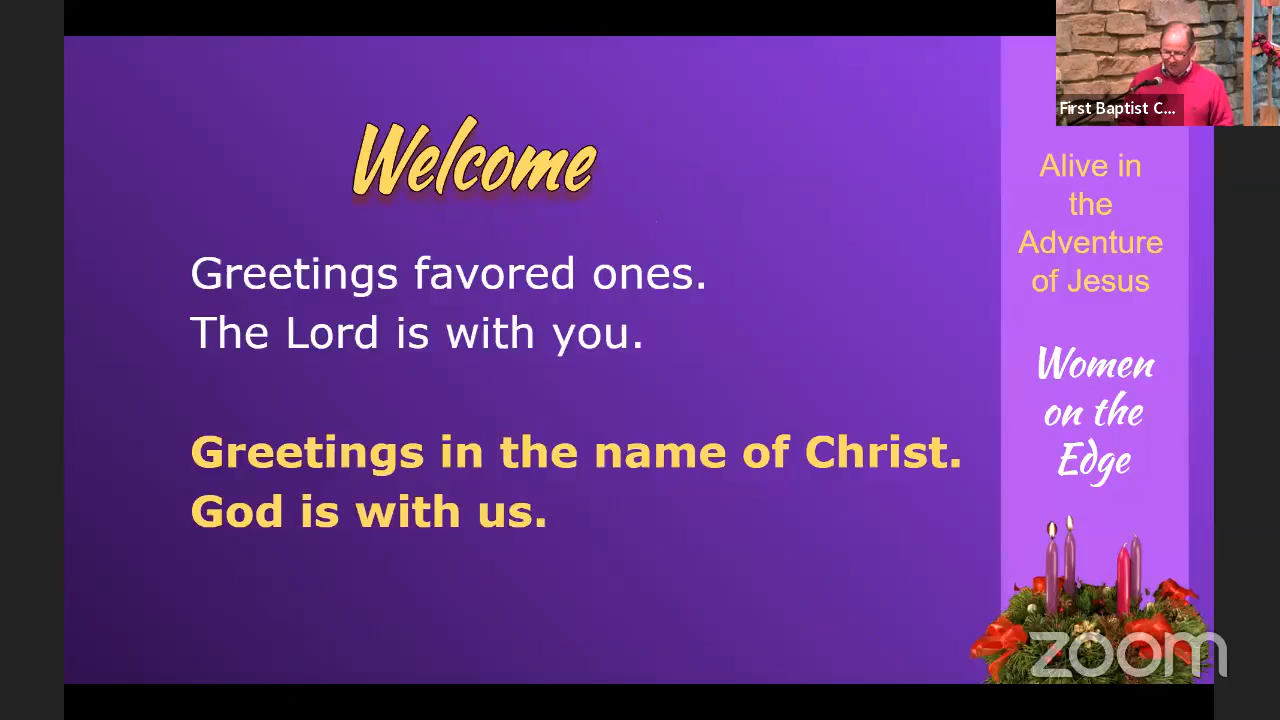 Welcome
Greetings favored ones.
The Lord is with you.
Greetings in the name of Christ.
God is with us.
First Baptist C...
Alive in
the
Adventure
of Jesus
Women
on the
Edge
zoom